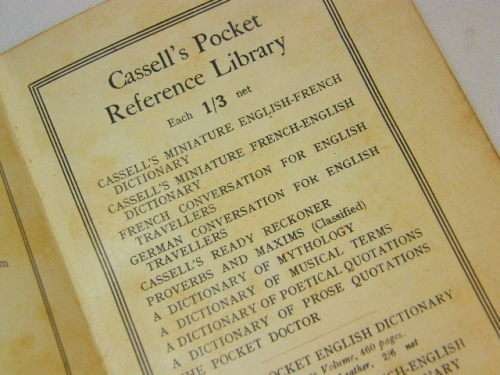 Cassell's Pocket
Reference Library
Each 1/3 net
CASSELL'S MINIATURE ENGLISH-FRENCH
DICTIONARY
CASSELL'S MINIATURE FRENCH-ENGLISH
DICTIONARY
FRENCH CONVERSATION FOR ENGLISH
TRAVELLERS
GERMAN CONVERSATION FOR ENGLISH
TRAVELLERS
CASSELL'S READY RECKONER
PROVERBS AND MAXIMS (Classified)
A DICTIONARY OF MYTHOLOGY
A DICTIONARY OF MUSICAL TERMS
A DICTIONARY OF POETICAL QUOTATIONS
A DICTIONARY OF PROSE QUOTATIONS
THE POCKET DOCTOR
POCKET ENGLISH DICTIONARY
Volume, 460 pages.
Leather, 2/6 net
FRENCH-ENGLISH